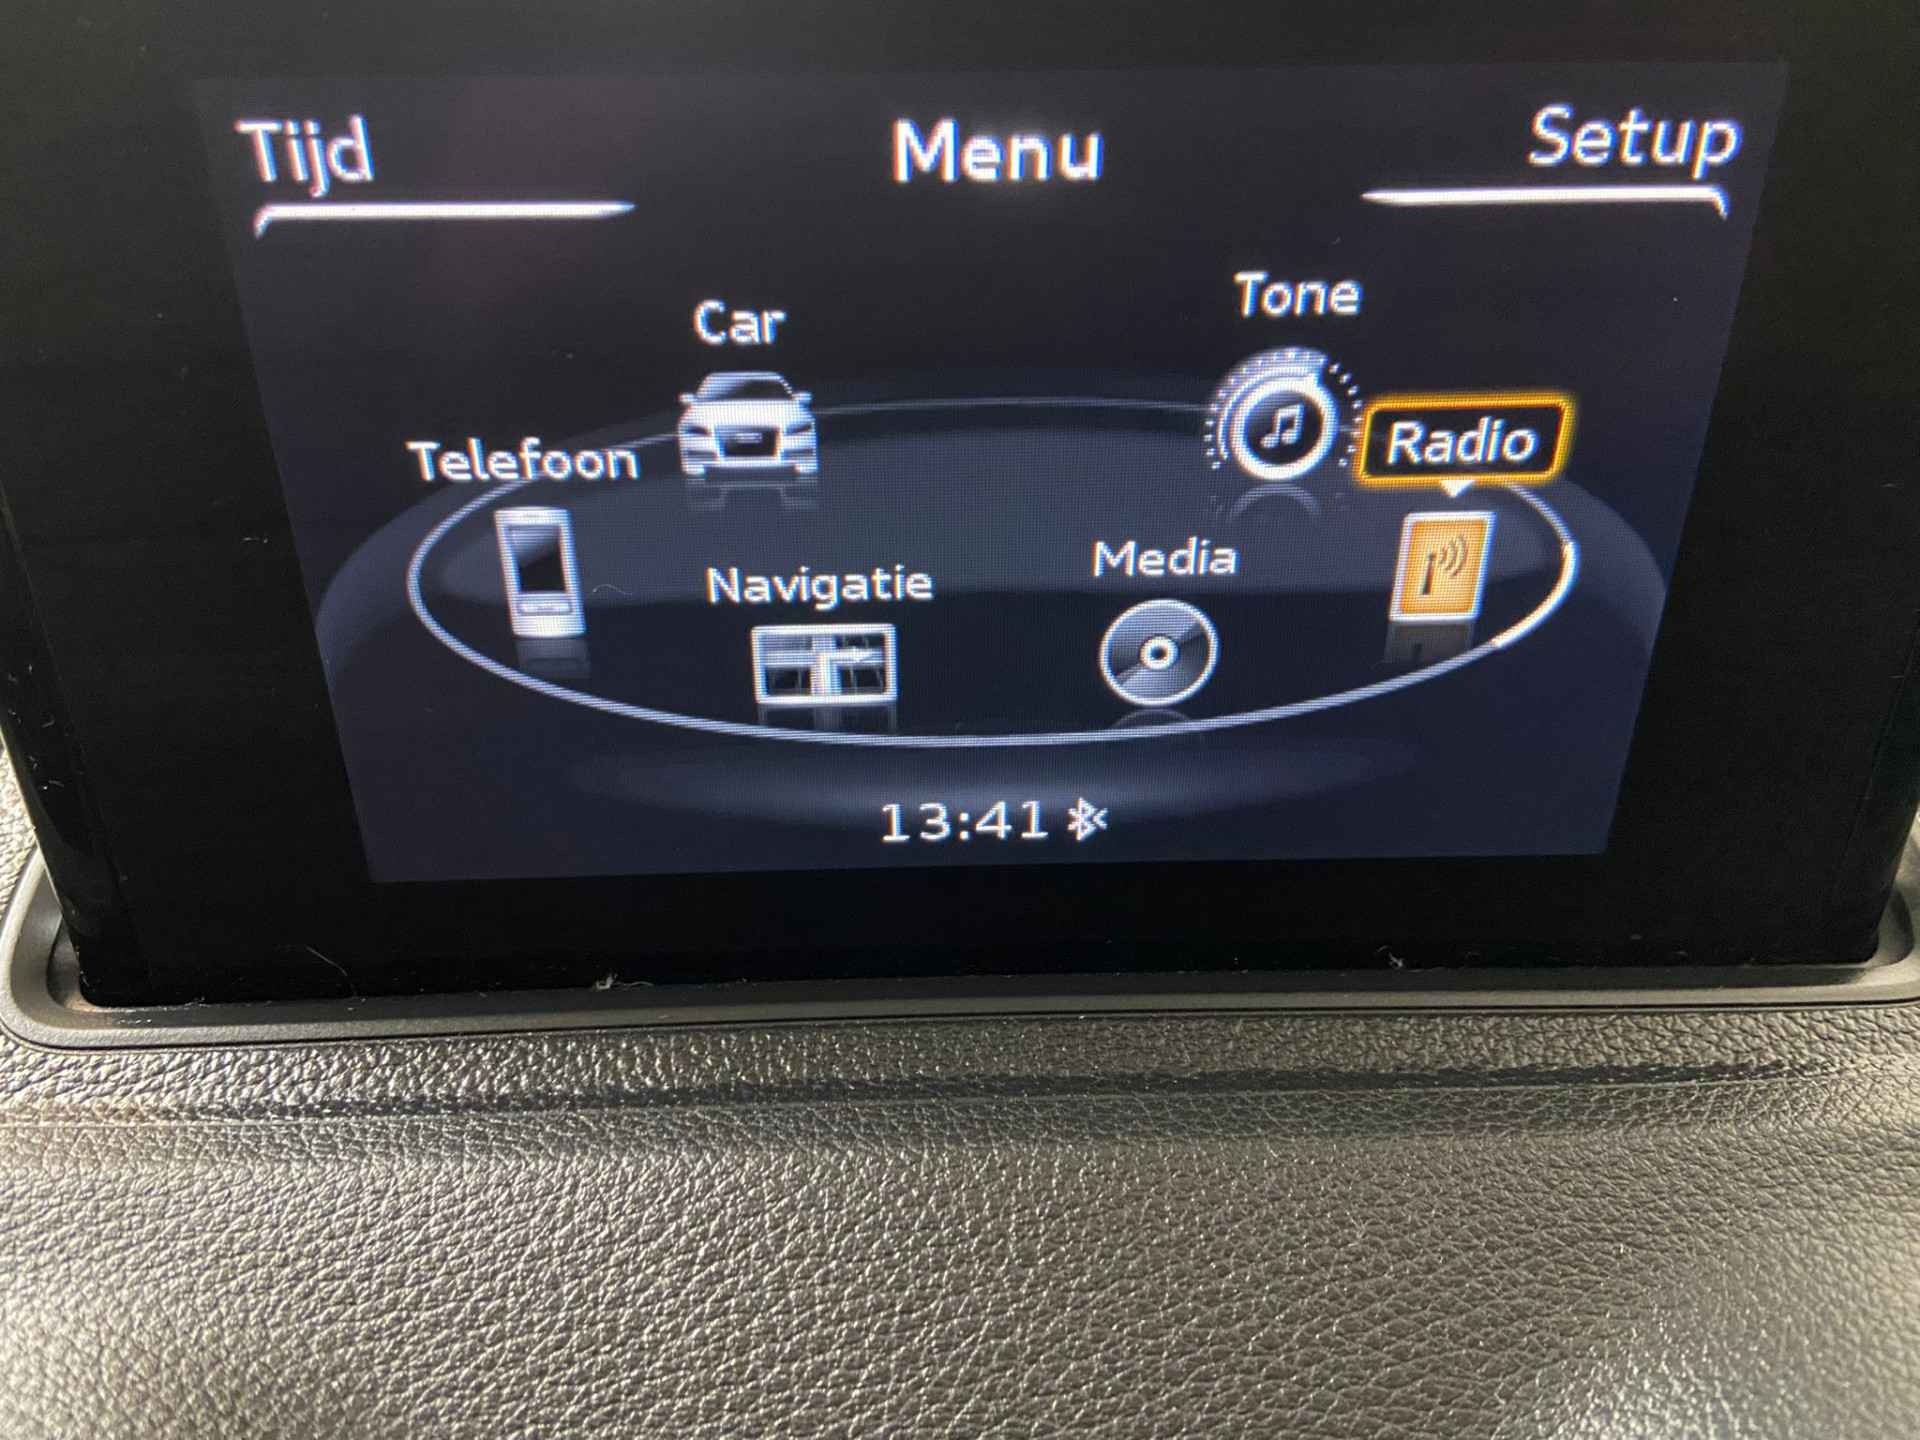 Tijd Menu Setup
Car Tone
Telefoon Radio
Navigatie Media
13:41